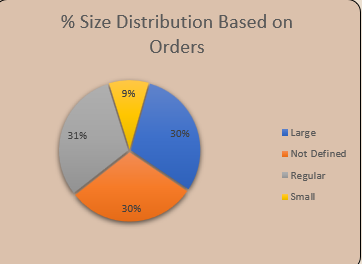 % Size Distribution Based on
Orders
9%
30%
31%
30%
Large
Not Defined
Regular
Small